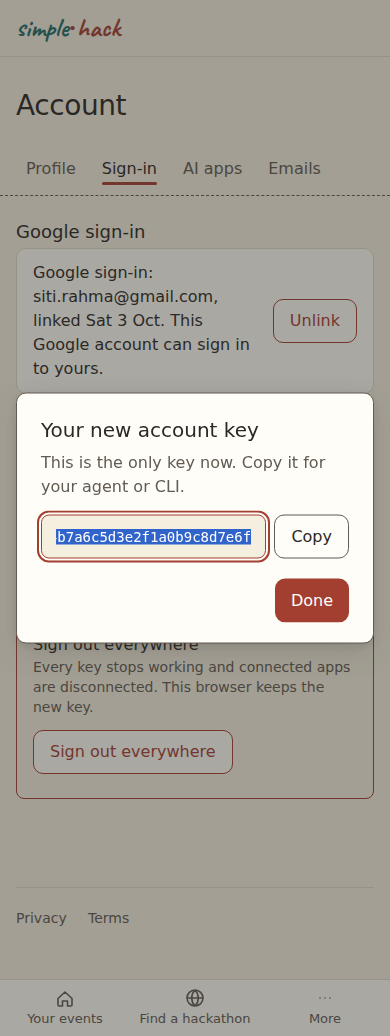 simple·hack
Account
Profile
Sign-in
AI apps
Emails
Google sign-in
Google sign-in:
siti.rahma@gmail.com,
linked Sat 3 Oct. This
Google account can sign in
to yours.
Unlink
Your new account key
This is the only key now. Copy it for
your agent or CLI.
b7a6c5d3e2f1a0b9c8d7e6f
Copy
Done
Sign out everywhere
Every key stops working and connected apps
are disconnected. This browser keeps the
new key.
Sign out everywhere
Privacy
Terms
Your events
Find a hackathon
More